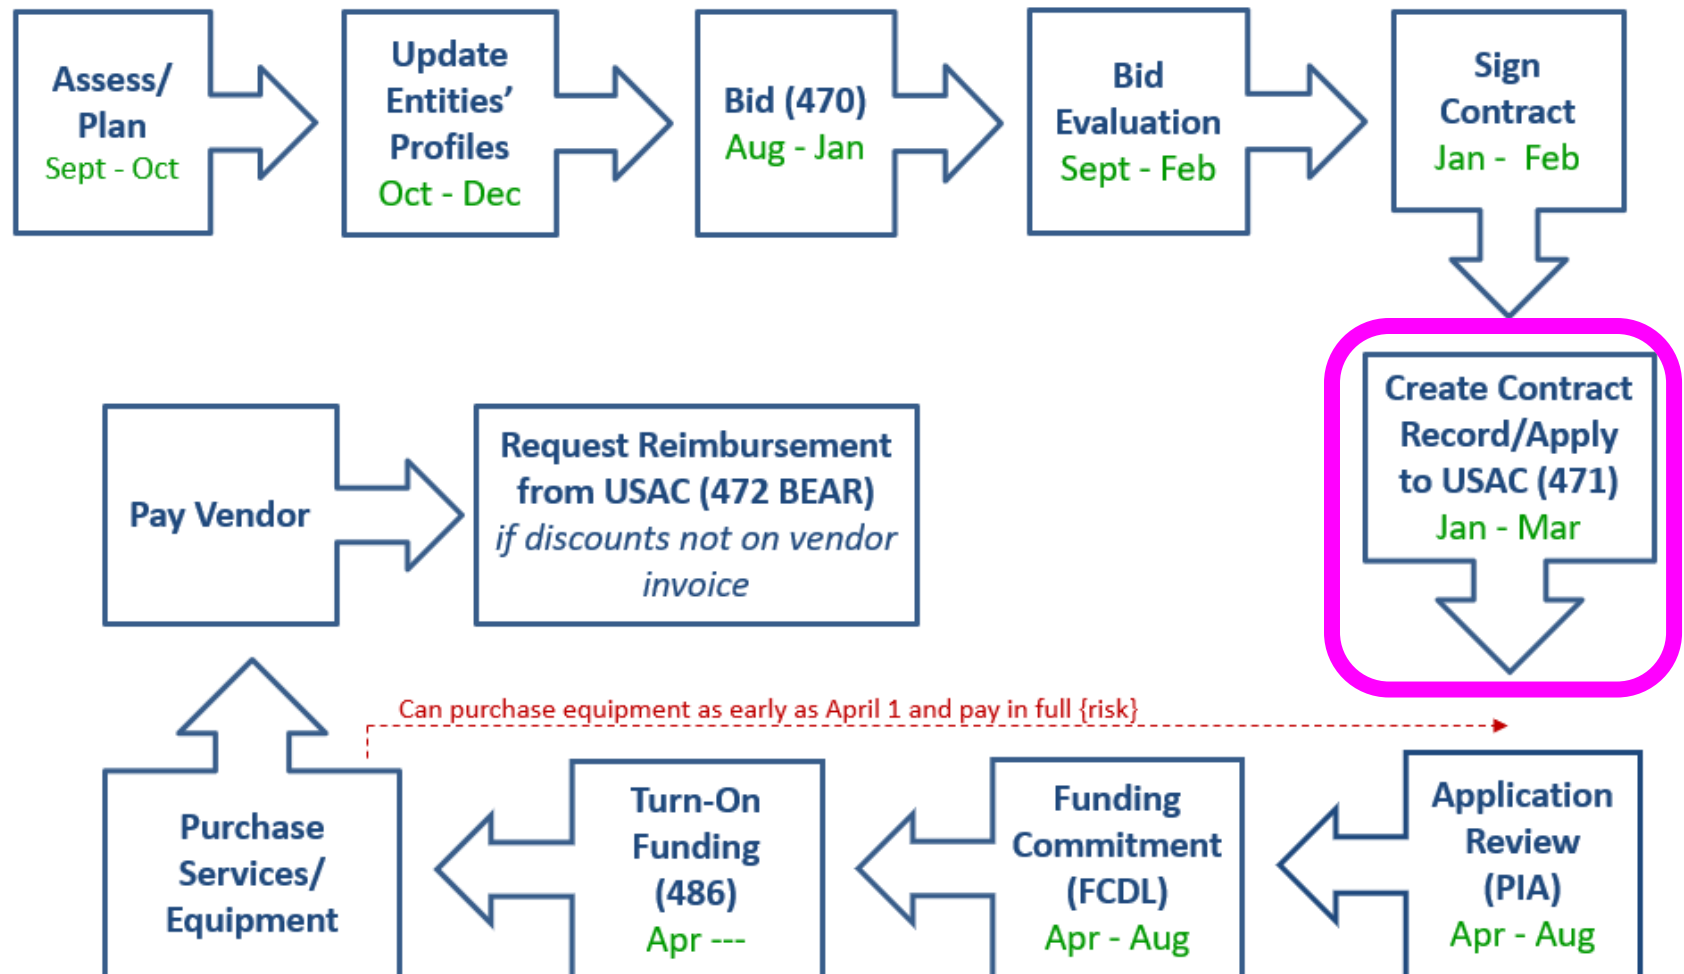 Assess/
Plan
Sept - Oct
Update
Entities’
Profiles
Oct - Dec
Bid (470)
Aug - Jan
Bid
Evaluation
Sept - Feb
Sign
Contract
Jan -  Feb
Create Contract
Record/Apply
to USAC (471)
Jan - Mar
Pay Vendor
Request Reimbursement
from USAC (472 BEAR)
if discounts not on vendor
invoice
Can purchase equipment as early as April 1 and pay in full {risk}
Application
Review
(PIA)
Apr - Aug
Funding
Commitment
(FCDL)
Apr - Aug
Turn-On
Funding
(486)
Apr ---
Purchase
Services/
Equipment